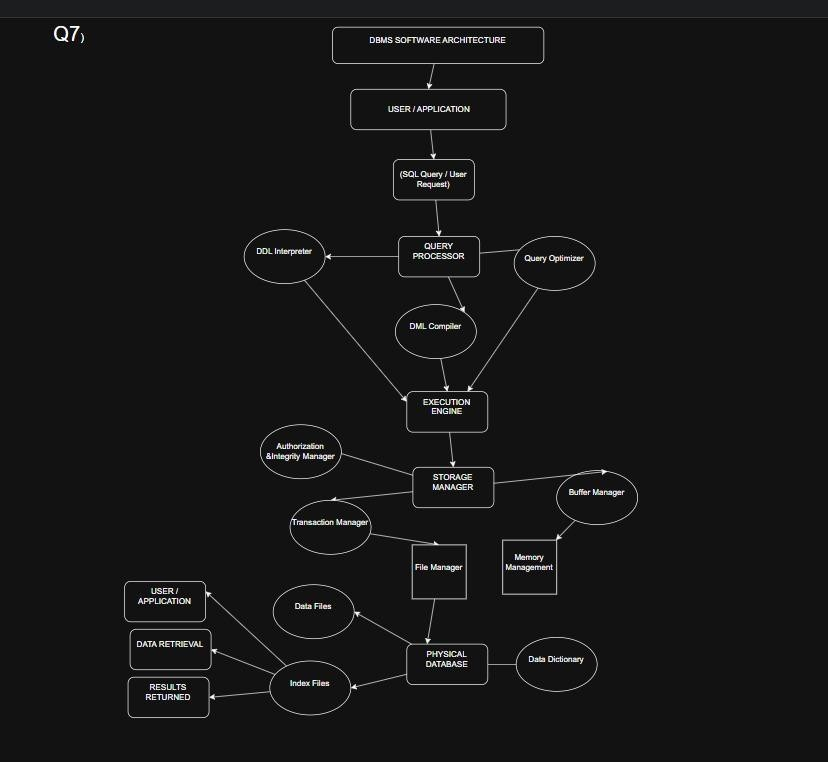 Q7)
DBMS SOFTWARE ARCHITECTURE
USER / APPLICATION
(SQL Query / User
Request)
DDL Interpreter
QUERY
PROCESSOR
Query Optimizer
DML Compiler
EXECUTION
ENGINE
Authorization
&Integrity Manager
STORAGE
MANAGER
Buffer Manager
Transaction Manager
File Manager
Memory
Management
USER /
APPLICATION
Data Files
DATA RETRIEVAL
PHYSICAL
DATABASE
Data Dictionary
RESULTS
RETURNED
Index Files